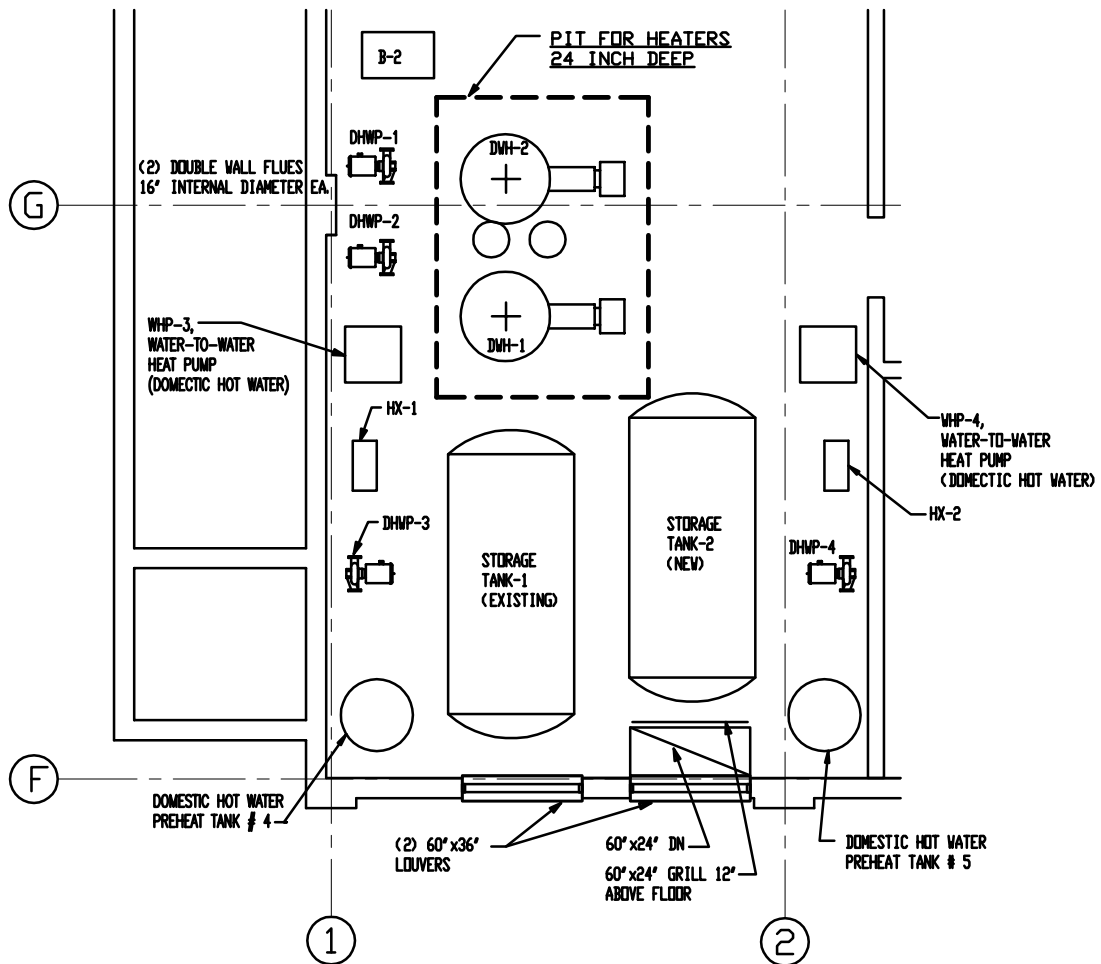 B-2
PIT FOR HEATERS
24 INCH DEEP
DHWP-1
DWH-2
(2) DOUBLE WALL FLUES
16" INTERNAL DIAMETER EA.
G
DHWP-2
WHP-3,
WATER-TO-WATER
HEAT PUMP
(DOMECTIC HOT WATER)
DWH-1
HX-1
WHP-4,
WATER-TO-WATER
HEAT PUMP
(DOMECTIC HOT WATER)
HX-2
DHWP-3
STORAGE
TANK-1
(EXISTING)
STORAGE
TANK-2
(NEW)
DHWP-4
F
DOMESTIC HOT WATER
PREHEAT TANK # 4
(2) 60"x36"
LOUVERS
60"x24" DN
60"x24" GRILL 12"
ABOVE FLOOR
DOMESTIC HOT WATER
PREHEAT TANK # 5
1
2